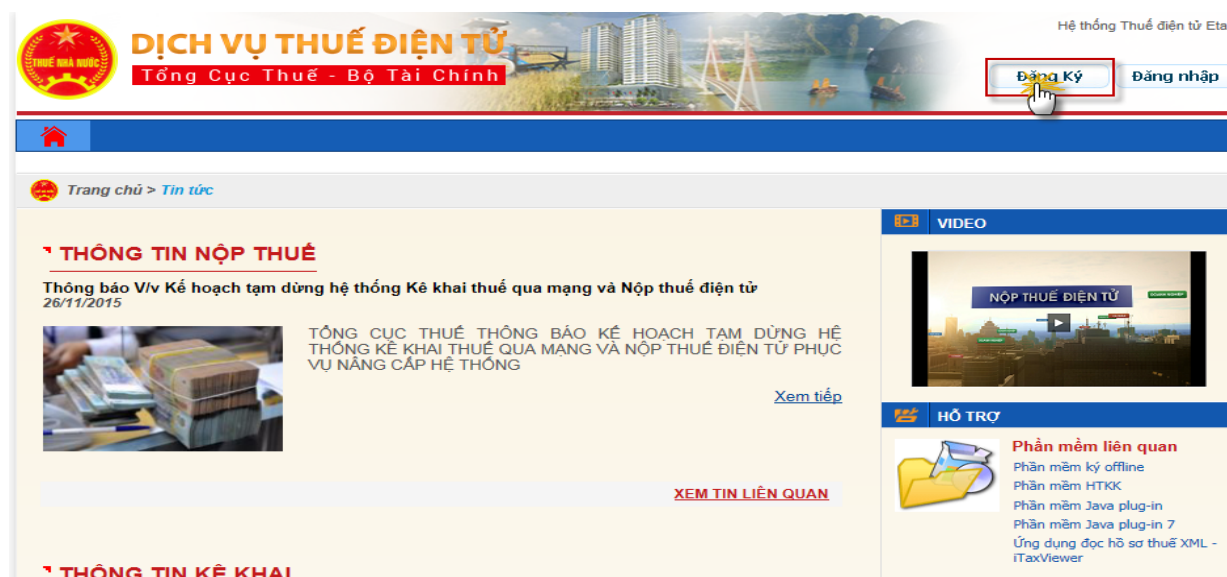 Hệ thống Thuế điện tử Eta
THUẾ NHÀ NƯỚC
DỊCH VỤ THUẾ ĐIỆN TỬ
Tổng Cục Thuế - Bộ Tài Chính
Đăng Ký
Đăng nhập
Trang chủ > Tin tức
THÔNG TIN NỘP THUẾ
Thông báo V/v Kế hoạch tạm dừng hệ thống Kê khai thuế qua mạng và Nộp thuế điện tử
26/11/2015
TỔNG CỤC THUẾ THÔNG BÁO KẾ HOẠCH TẠM DỪNG HỆ
THỐNG KÊ KHAI THUẾ QUA MẠNG VÀ NỘP THUẾ ĐIỆN TỬ PHỤC
VỤ NÂNG CẤP HỆ THỐNG
Xem tiếp
XEM TIN LIÊN QUAN
THÔNG TIN KÊ KHAI
VIDEO
NỘP THUẾ ĐIỆN TỬ
HỖ TRỢ
Phần mềm liên quan
Phần mềm ký offline
Phần mềm HTKK
Phần mềm Java plug-in
Phần mềm Java plug-in 7
Ứng dụng đọc hồ sơ thuế XML -
iTaxViewer